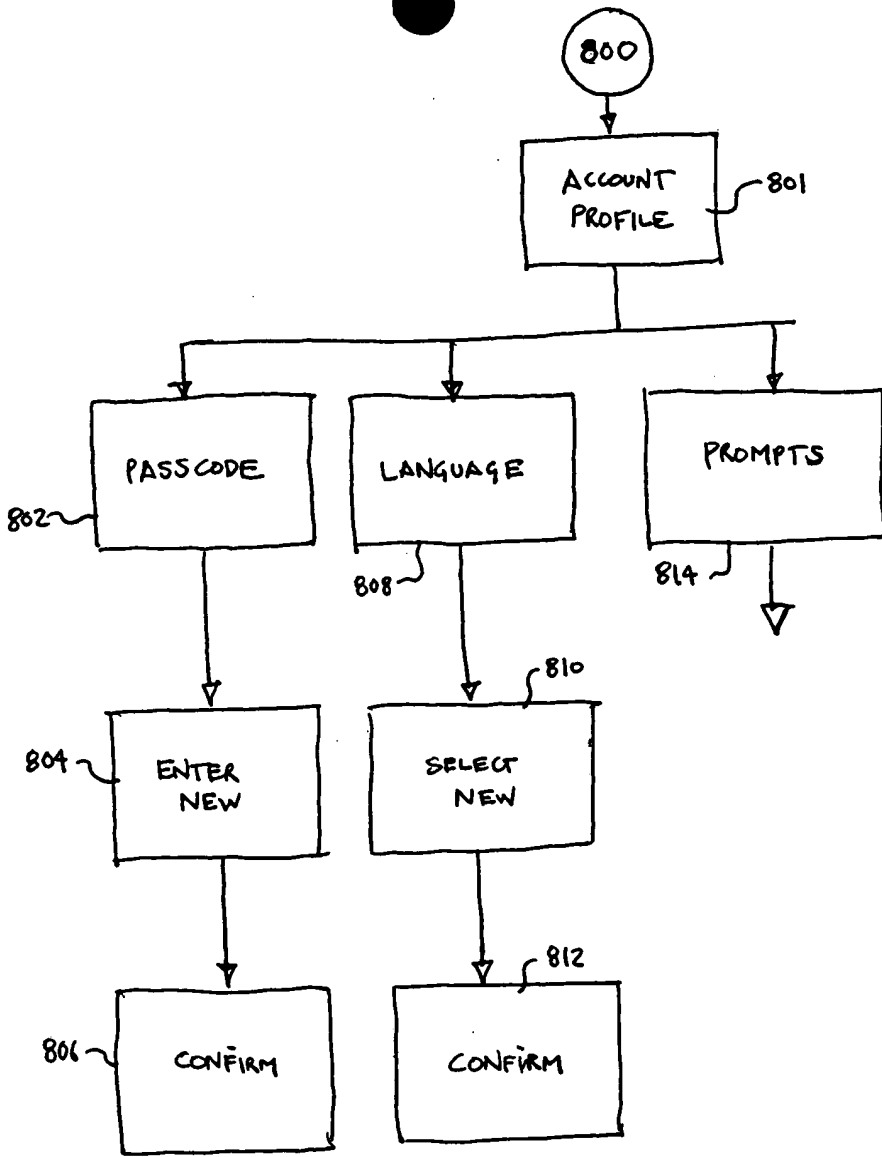 800
ACCOUNT
PROFILE
801
PASSCODE
802
LANGUAGE
808
PROMPTS
814
804
ENTER
NEW
810
SELECT
NEW
806
CONFIRM
812
CONFIRM